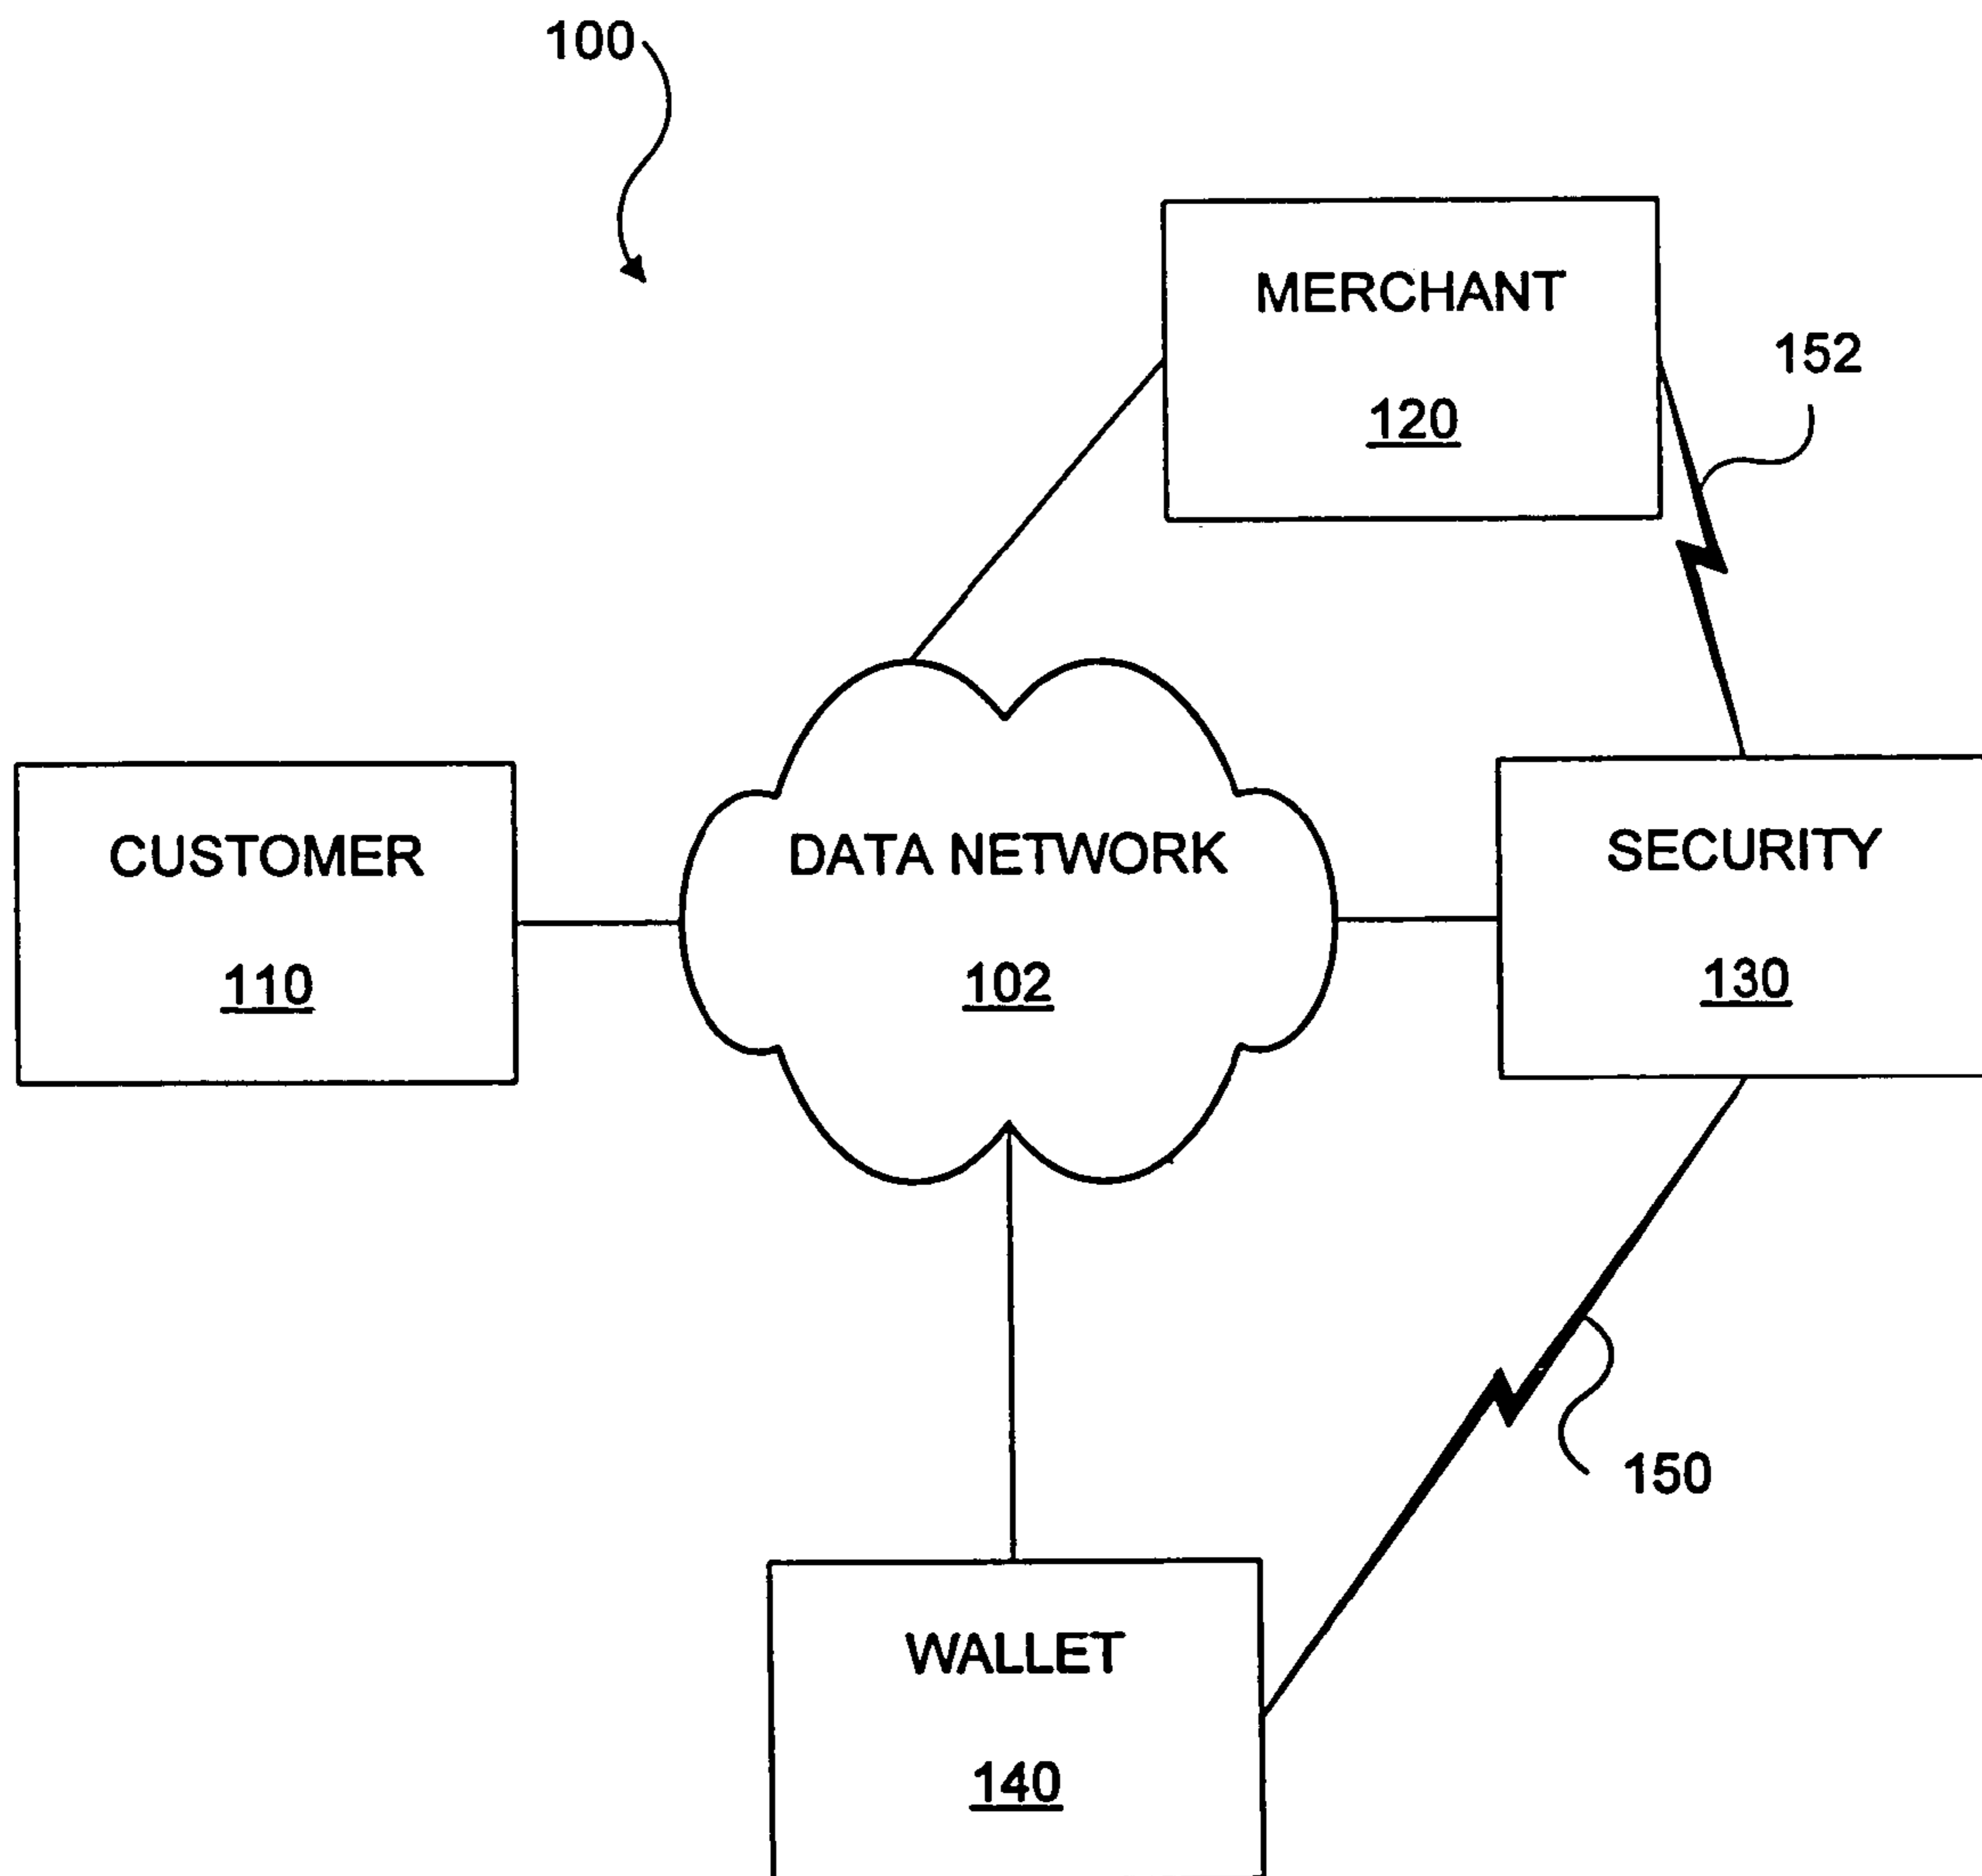 100
MERCHANT
120
152
CUSTOMER
110
DATA NETWORK
102
SECURITY
130
150
WALLET
140